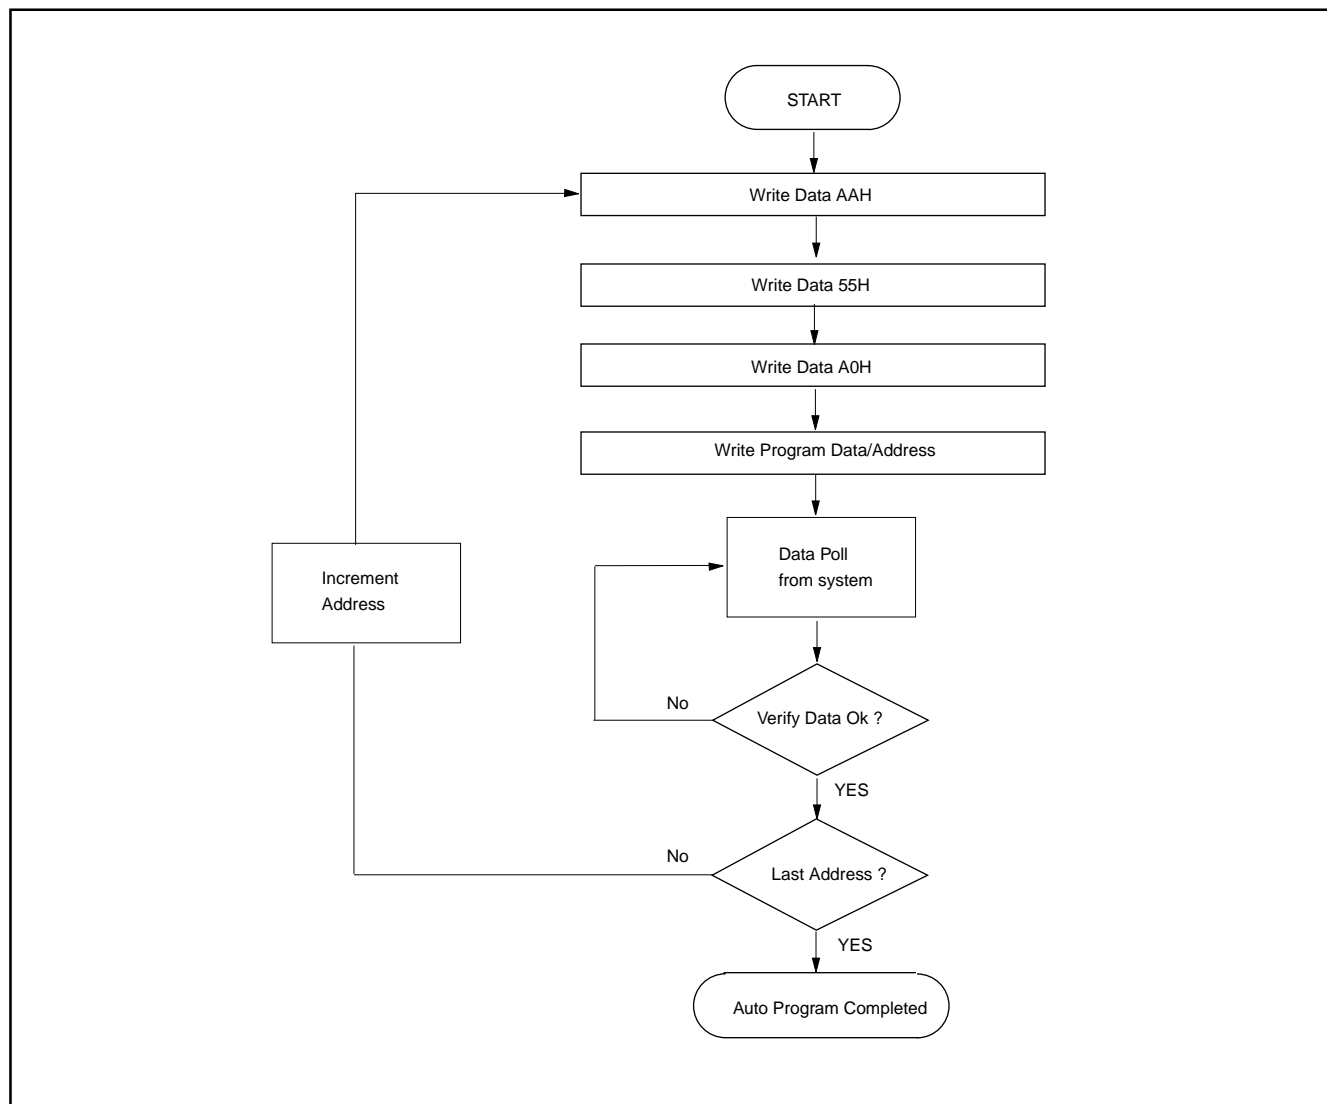 START
Write Data AAH
Write Data 55H
Write Data A0H
Write Program Data/Address
Data Poll
from system
Increment
Address
No
Verify Data Ok ?
YES
No
Last Address ?
YES
Auto Program Completed